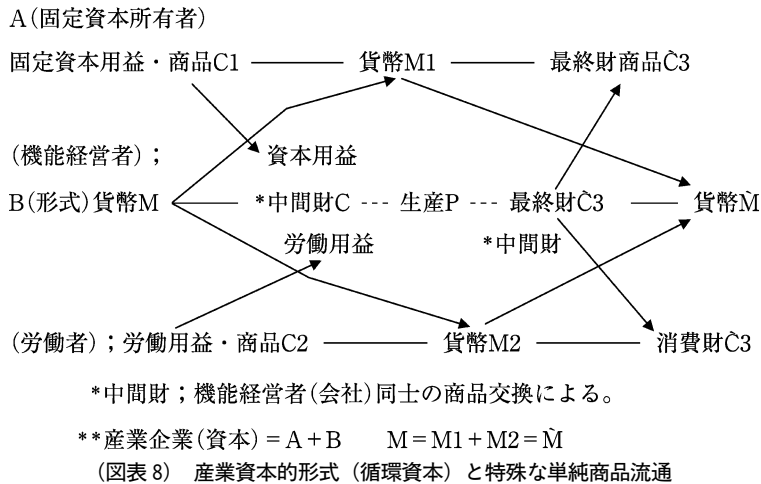 A(固定資本所有者)
固定資本用益・商品C1 貨幣M1 最終財商品C̀3
(機能経営者); 資本用益
B(形式)貨幣M *中間財C 生産P 最終財C̀3 貨幣M̀
労働用益 *中間財
(労働者);労働用益・商品C2 貨幣M2 消費財C̀3
*中間財;機能経営者(会社)同士の商品交換による。
**産業企業(資本)=A+B M=M1+M2=M̀
(図表8) 産業資本的形式(循環資本)と特殊な単純商品流通